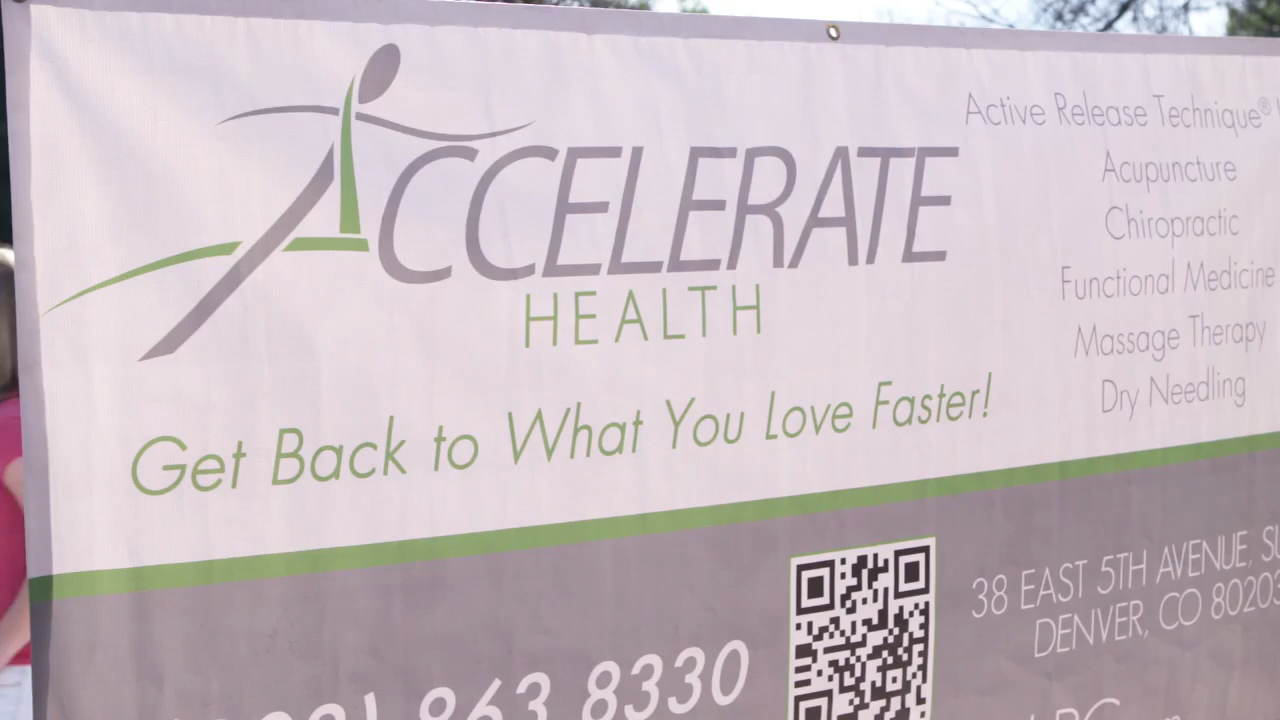 ACCELERATE
HEALTH
Get Back to What You Love Faster!
Active Release Technique®
Acupuncture
Chiropractic
Functional Medicine
Massage Therapy
Dry Needling
863 8330
38 EAST 5TH AVENUE,
DENVER, CO 80203